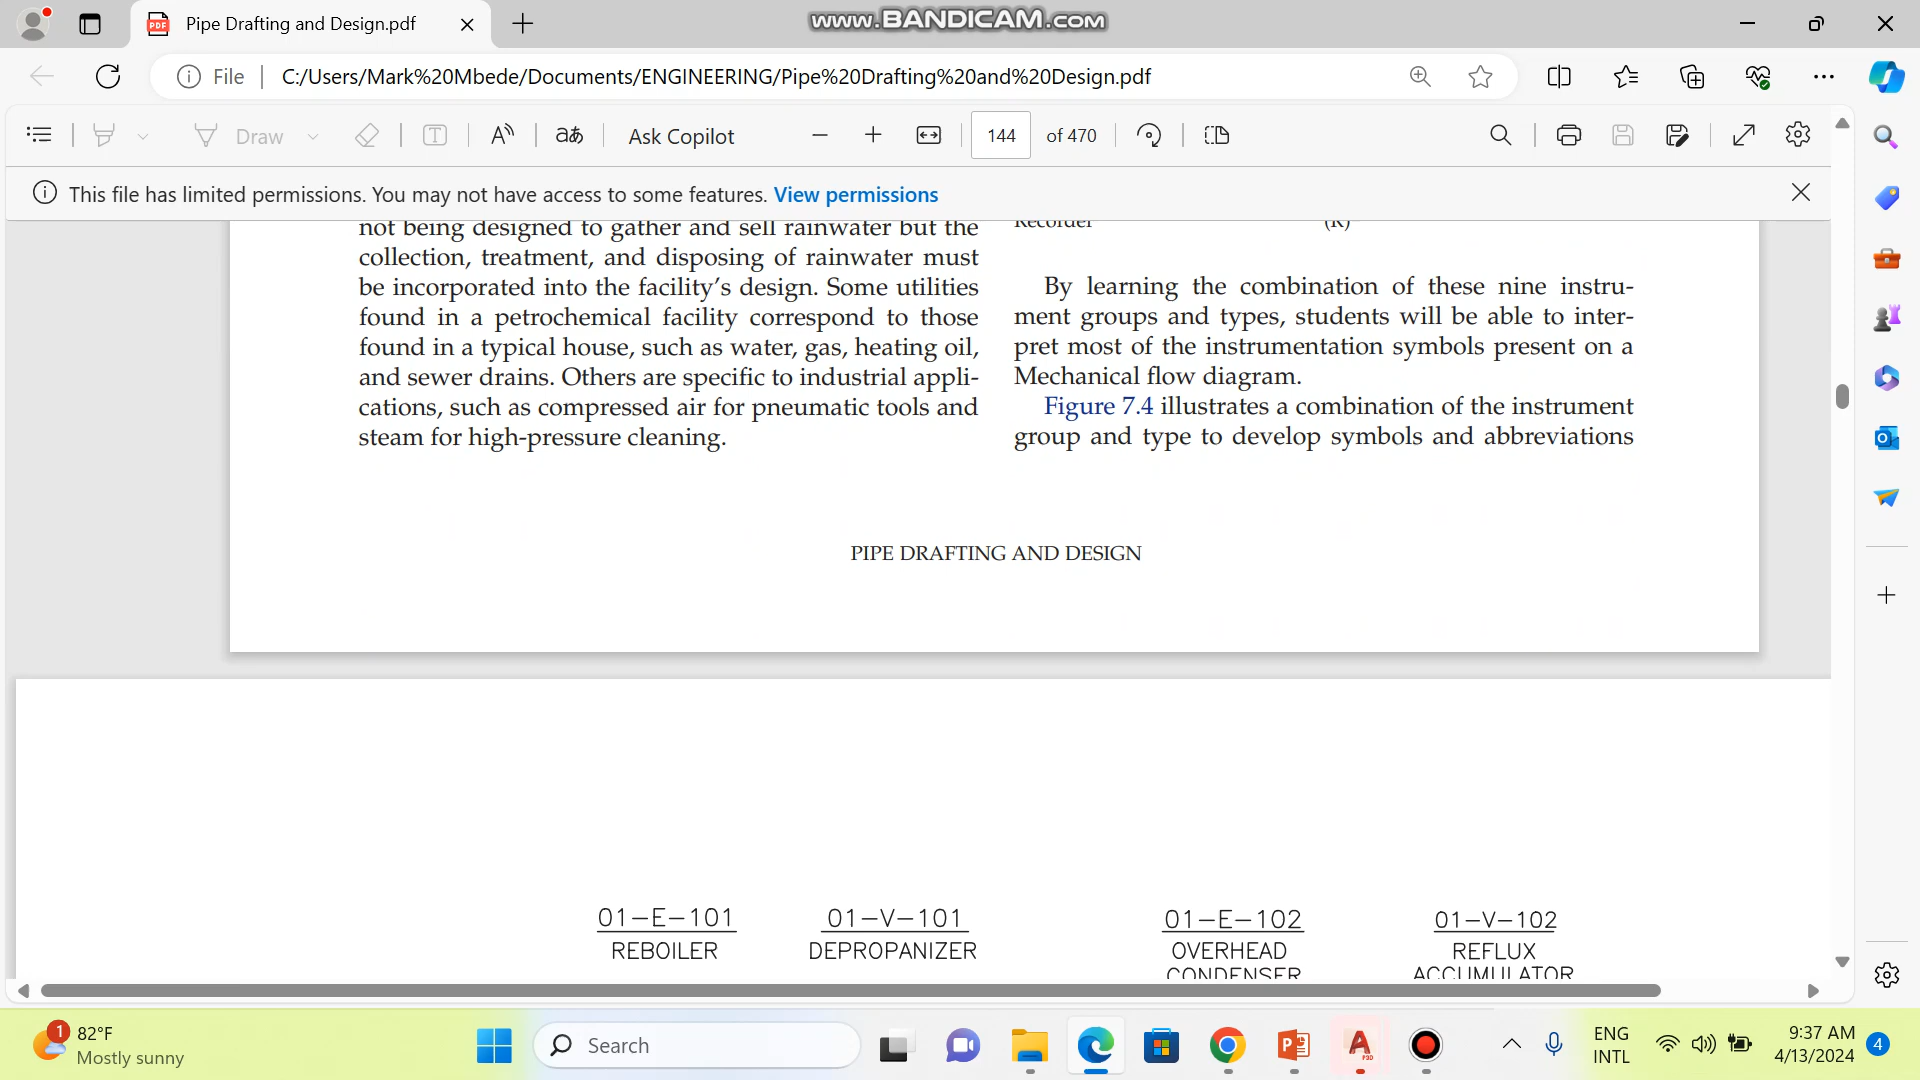 Pipe Drafting and Design.pdf
www.BANDICAM.com
File
C:/Users/Mark%20Mbede/Documents/ENGINEERING/Pipe%20Drafting%20and%20Design.pdf
Draw
Ask Copilot
144
of 470
This file has limited permissions. You may not have access to some features. View permissions
not being designed to gather and sell rainwater but the
collection, treatment, and disposing of rainwater must
be incorporated into the facility's design. Some utilities
found in a petrochemical facility correspond to those
found in a typical house, such as water, gas, heating oil,
and sewer drains. Others are specific to industrial appli-
cations, such as compressed air for pneumatic tools and
steam for high-pressure cleaning.
Recorder (R)
By learning the combination of these nine instru-
ment groups and types, students will be able to inter-
pret most of the instrumentation symbols present on a
Mechanical flow diagram.
Figure 7.4 illustrates a combination of the instrument
group and type to develop symbols and abbreviations
PIPE DRAFTING AND DESIGN
01-E-101
REBOILER
01-V-101
DEPROPANIZER
01-E-102
OVERHEAD
CONDENSER
01-V-102
REFLUX
ACCUMULATOR
1
82°F
Mostly sunny
Search
ENG
INTL
9:37 AM
4/13/2024
4